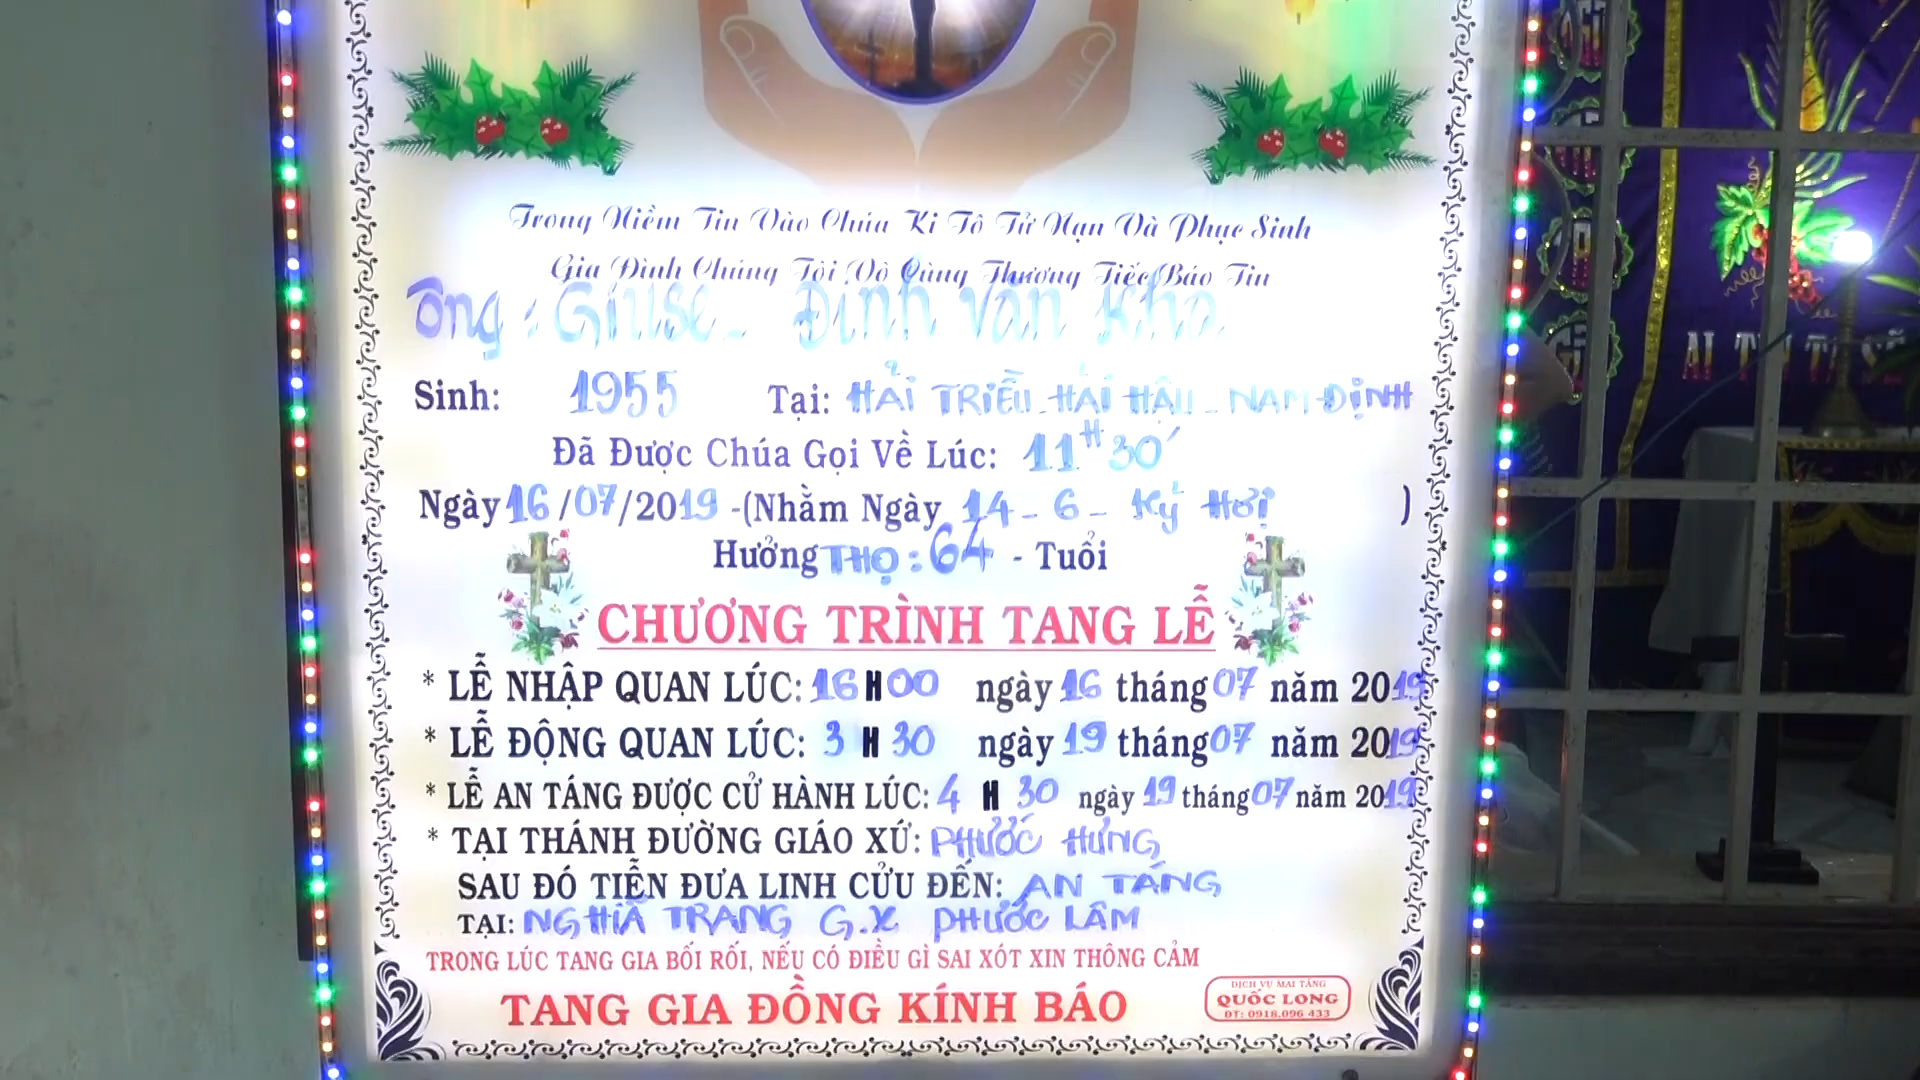 Trong Niềm Tin Vào Chúa Ki Tô Tử Nạn Và Phục Sinh
Gia Đình Chúng Tôi Vô Cùng Thương Tiếc Báo Tin
Ông : Giuse - Đinh Văn Kha
Sinh: 1955 Tại: HẢI TRIỀU - HẢI HẬU - NAM ĐỊNH
Đã Được Chúa Gọi Về Lúc: 11H30'
Ngày 16/07/2019 -(Nhằm Ngày 14 - 6 - Kỷ Hơi )
Hưởng THỌ : 64 - Tuổi
CHƯƠNG TRÌNH TANG LỄ
* LỄ NHẬP QUAN LÚC: 16 H 00 ngày 16 tháng 07 năm 2019
* LỄ ĐỘNG QUAN LÚC: 3 H 30 ngày 19 tháng 07 năm 2019
* LỄ AN TÁNG ĐƯỢC CỬ HÀNH LÚC: 4 H 30 ngày 19 tháng 07 năm 2019
* TẠI THÁNH ĐƯỜNG GIÁO XỨ: PHƯỚC HƯNG
SAU ĐÓ TIỄN ĐƯA LINH CỬU ĐẾN: AN TÁNG
TẠI: NGHĨA TRANG G.X PHƯỚC LÂM
TRONG LÚC TANG GIA BỐI RỐI, NẾU CÓ ĐIỀU GÌ SAI XÓT XIN THÔNG CẢM
TANG GIA ĐỒNG KÍNH BÁO
DỊCH VỤ MAI TÁNG
QUỐC LONG
ĐT: 0918.096 433